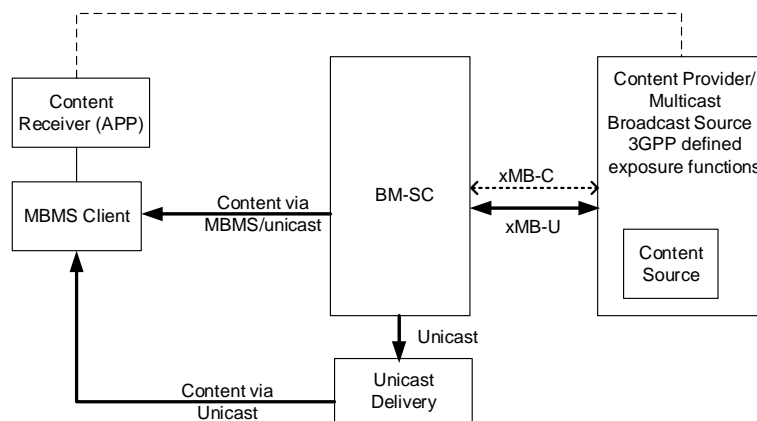 Content
Receiver (APP)
MBMS Client
Content via
MBMS/unicast
BM-SC
xMB-C
xMB-U
Content Provider/
Multicast
Broadcast Source
3GPP defined
exposure functions
Content
Source
Unicast
Content via
Unicast
Unicast
Delivery